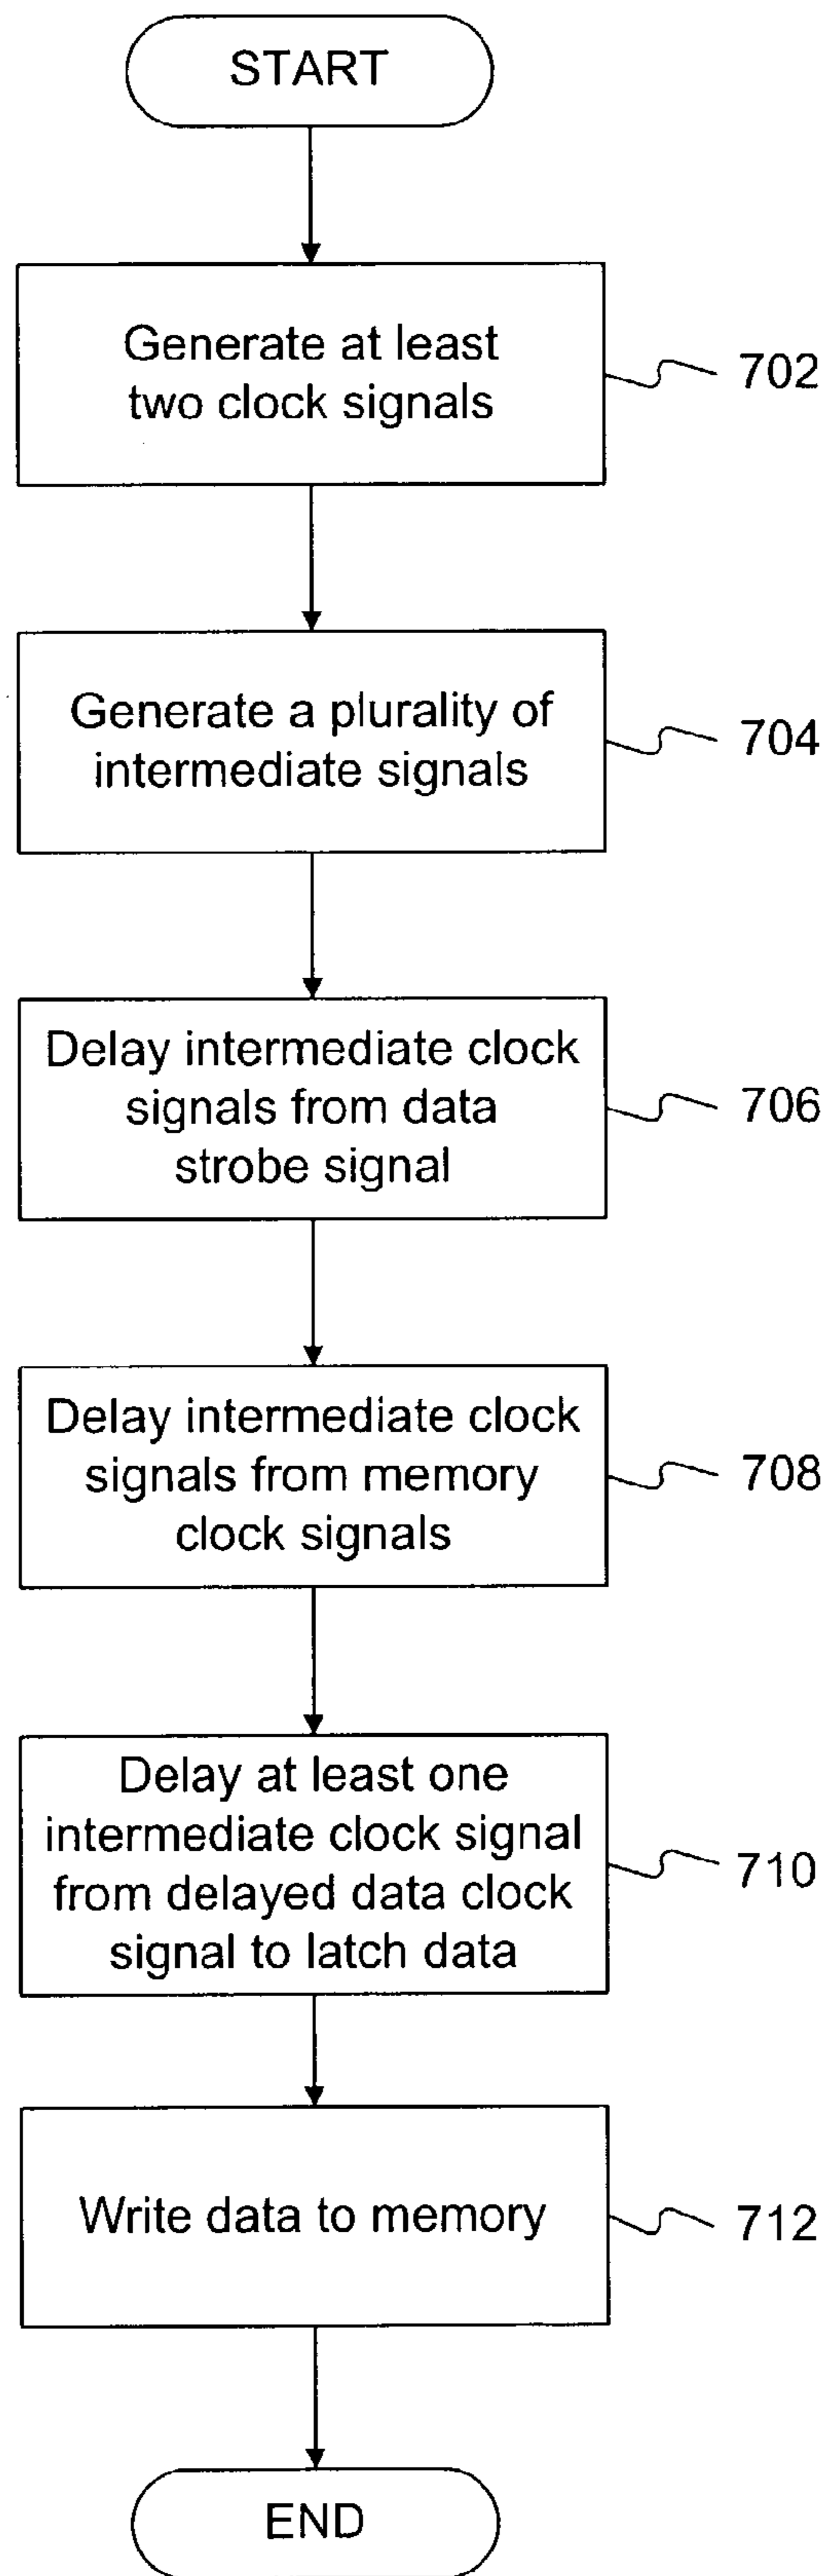 START
Generate at least
two clock signals
702
Generate a plurality of
intermediate signals
704
Delay intermediate clock
signals from data
strobe signal
706
Delay intermediate clock
signals from memory
clock signals
708
Delay at least one
intermediate clock signal
from delayed data clock
signal to latch data
710
Write data to memory
712
END